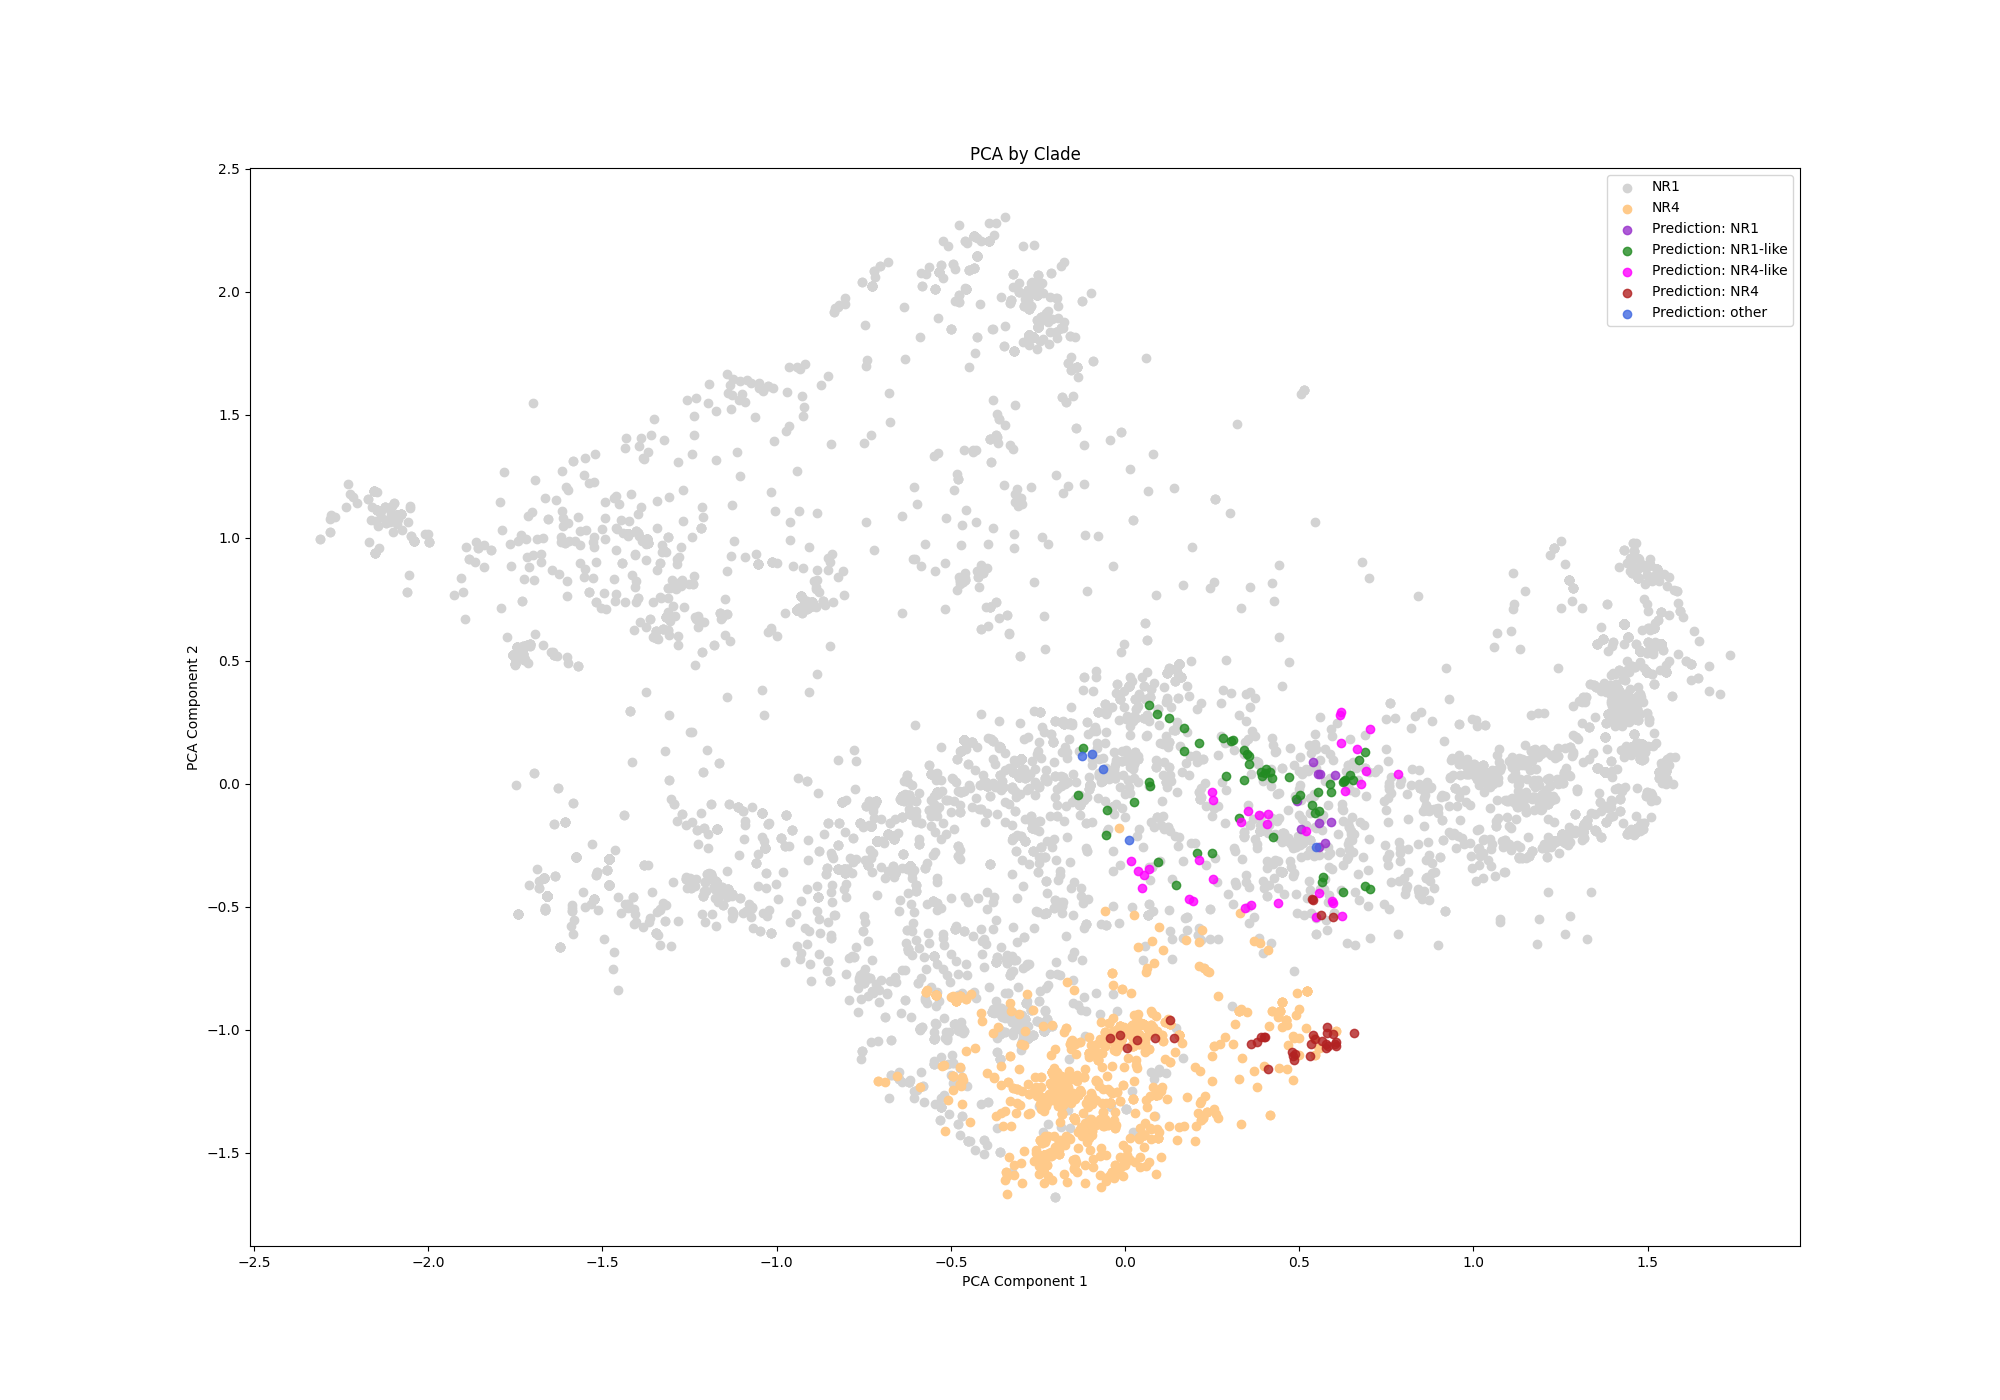 PCA by Clade
2.5
2.0
1.5
1.0
0.5
0.0
−0.5
−1.0
−1.5
PCA Component 2
NR1
NR4
Prediction: NR1
Prediction: NR1-like
Prediction: NR4-like
Prediction: NR4
Prediction: other
−2.5 −2.0 −1.5 −1.0 −0.5 0.0 0.5 1.0 1.5
PCA Component 1